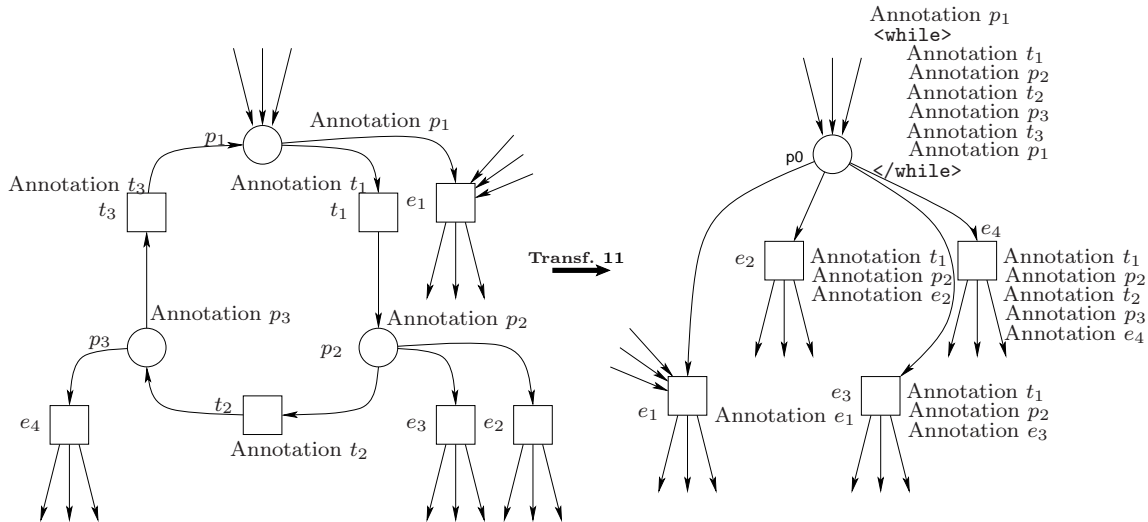 Annotation p₁
p₁
Annotation t₃
t₃
Annotation t₁
t₁
e₁
Annotation p₃
p₃
Annotation p₂
p₂
t₂
Annotation t₂
e₄
e₃
e₂
Transf. 11
Annotation p₁
<while>
Annotation t₁
Annotation p₂
Annotation t₂
Annotation p₃
Annotation t₃
Annotation p₁
</while>
p0
e₂
Annotation t₁
Annotation p₂
Annotation e₂
e₄
Annotation t₁
Annotation p₂
Annotation t₂
Annotation p₃
Annotation e₄
e₁
Annotation e₁
e₃
Annotation t₁
Annotation p₂
Annotation e₃